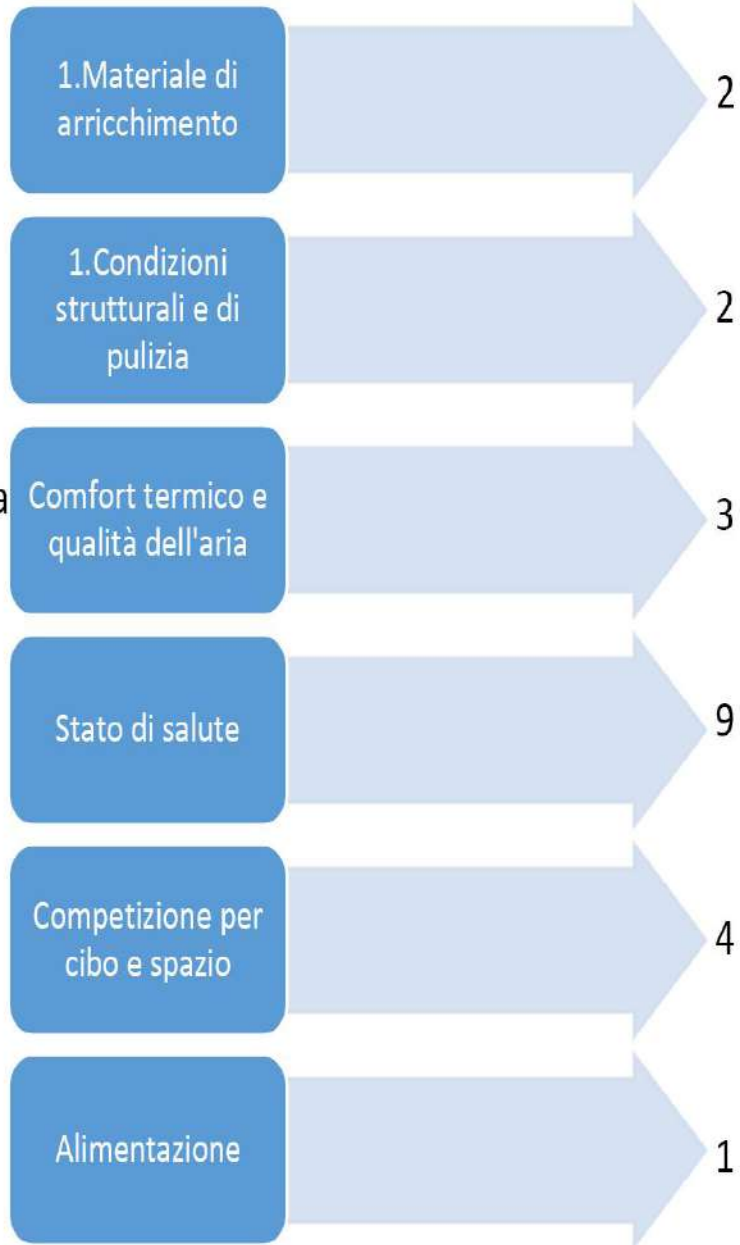 1.Materiale di
arricchimento
2
1.Condizioni
strutturali e di
pulizia
2
a
Comfort termico e
qualità dell'aria
3
Stato di salute
9
Competizione per
cibo e spazio
4
Alimentazione
1